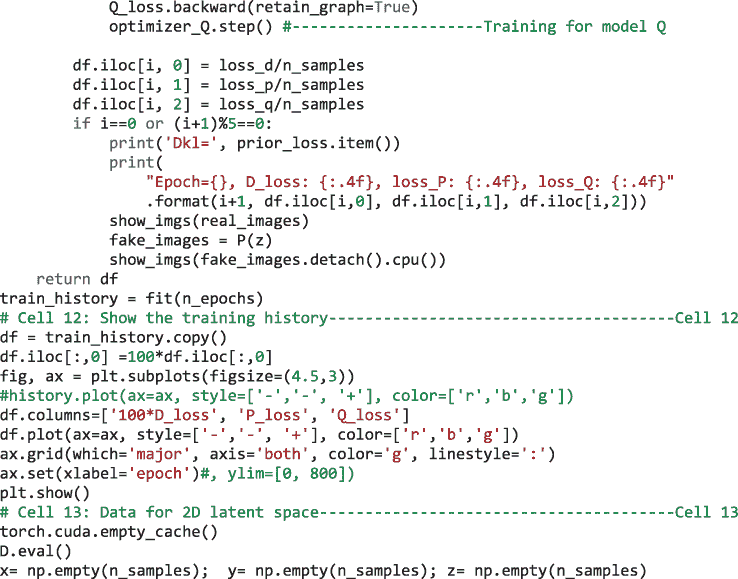 Q_loss.backward(retain_graph=True)
optimizer_Q.step() #---------------------Training for model Q
df.iloc[i, 0] = loss_d/n_samples
df.iloc[i, 1] = loss_p/n_samples
df.iloc[i, 2] = loss_q/n_samples
if i==0 or (i+1)%5==0:
print('Dkl=', prior_loss.item())
print(
"Epoch={}, D_loss: {:.4f}, loss_P: {:.4f}, loss_Q: {:.4f}"
.format(i+1, df.iloc[i,0], df.iloc[i,1], df.iloc[i,2]))
show_imgs(real_images)
fake_images = P(z)
show_imgs(fake_images.detach().cpu())
return df
train_history = fit(n_epochs)
# Cell 12: Show the training history--------------------------------------Cell 12
df = train_history.copy()
df.iloc[:,0] =100*df.iloc[:,0]
fig, ax = plt.subplots(figsize=(4.5,3))
#history.plot(ax=ax, style=['-','-', '+'], color=['r','b','g'])
df.columns=['100*D_loss', 'P_loss', 'Q_loss']
df.plot(ax=ax, style=['-','-', '+'], color=['r','b','g'])
ax.grid(which='major', axis='both', color='g', linestyle=':')
ax.set(xlabel='epoch')#, ylim=[0, 800])
plt.show()
# Cell 13: Data for 2D latent space---------------------------------------Cell 13
torch.cuda.empty_cache()
D.eval()
x= np.empty(n_samples);  y= np.empty(n_samples); z= np.empty(n_samples)